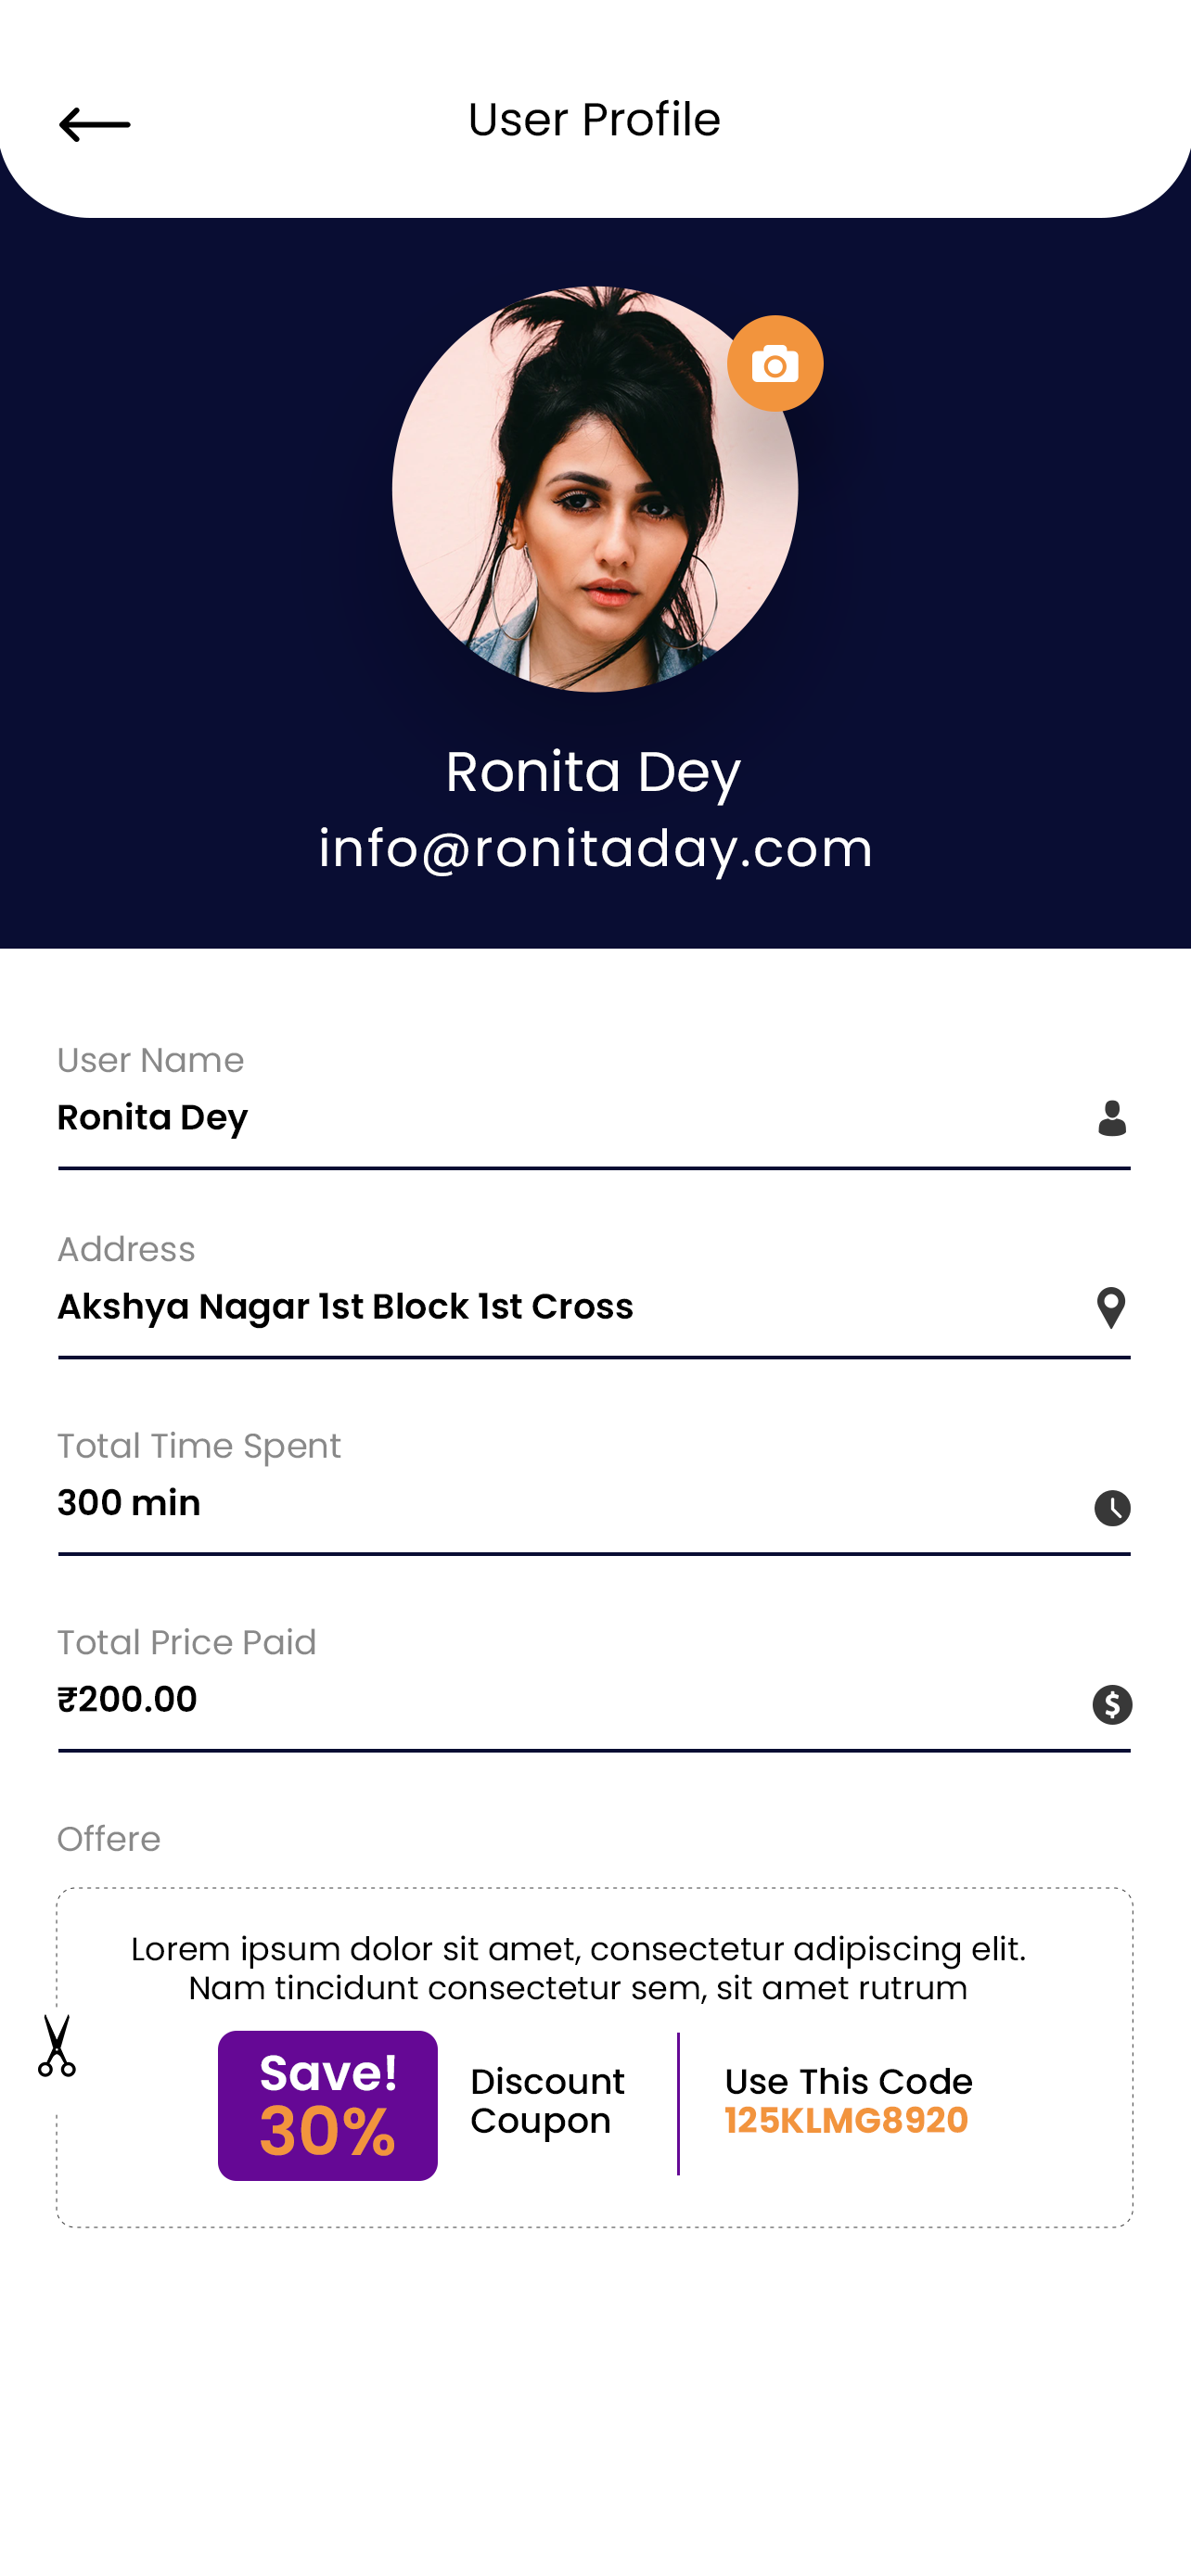 User Profile
Ronita Dey
info@ronitaday.com
User Name
Ronita Dey
Address
Akshya Nagar 1st Block 1st Cross
Total Time Spent
300 min
Total Price Paid
₹200.00
$
Offere
Lorem ipsum dolor sit amet, consectetur adipiscing elit.
Nam tincidunt consectetur sem, sit amet rutrum
Save!
30%
Discount
Coupon
Use This Code
125KLMG8920